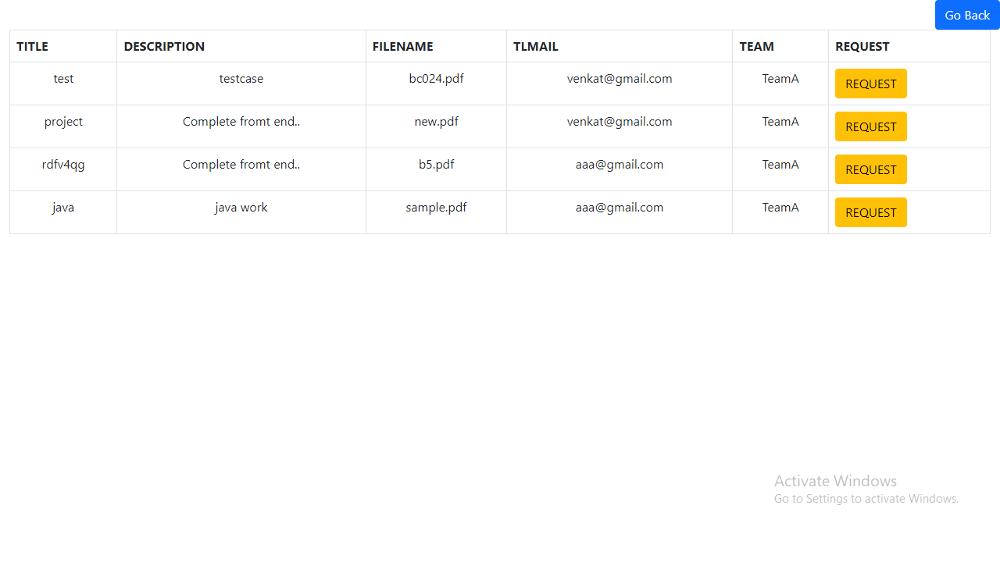 Go Back
TITLE DESCRIPTION FILENAME TLMAIL TEAM REQUEST
test testcase bc024.pdf venkat@gmail.com TeamA REQUEST
project Complete fromt end.. new.pdf venkat@gmail.com TeamA REQUEST
rdfv4qg Complete fromt end.. b5.pdf aaa@gmail.com TeamA REQUEST
java java work sample.pdf aaa@gmail.com TeamA REQUEST
Activate Windows
Go to Settings to activate Windows.